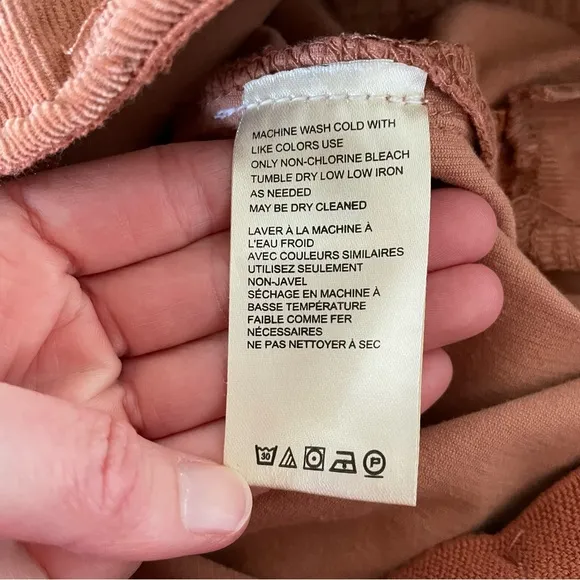 MACHINE WASH COLD WITH
LIKE COLORS USE
ONLY NON-CHLORINE BLEACH
TUMBLE DRY LOW LOW IRON
AS NEEDED
MAY BE DRY CLEANED
LAVER À LA MACHINE À
L'EAU FROID
AVEC COULEURS SIMILAIRES
UTILISEZ SEULEMENT
NON-JAVEL
SÉCHAGE EN MACHINE À
BASSE TEMPÉRATURE
FAIBLE COMME FER
NÉCESSAIRES
NE PAS NETTOYER À SEC
30 P